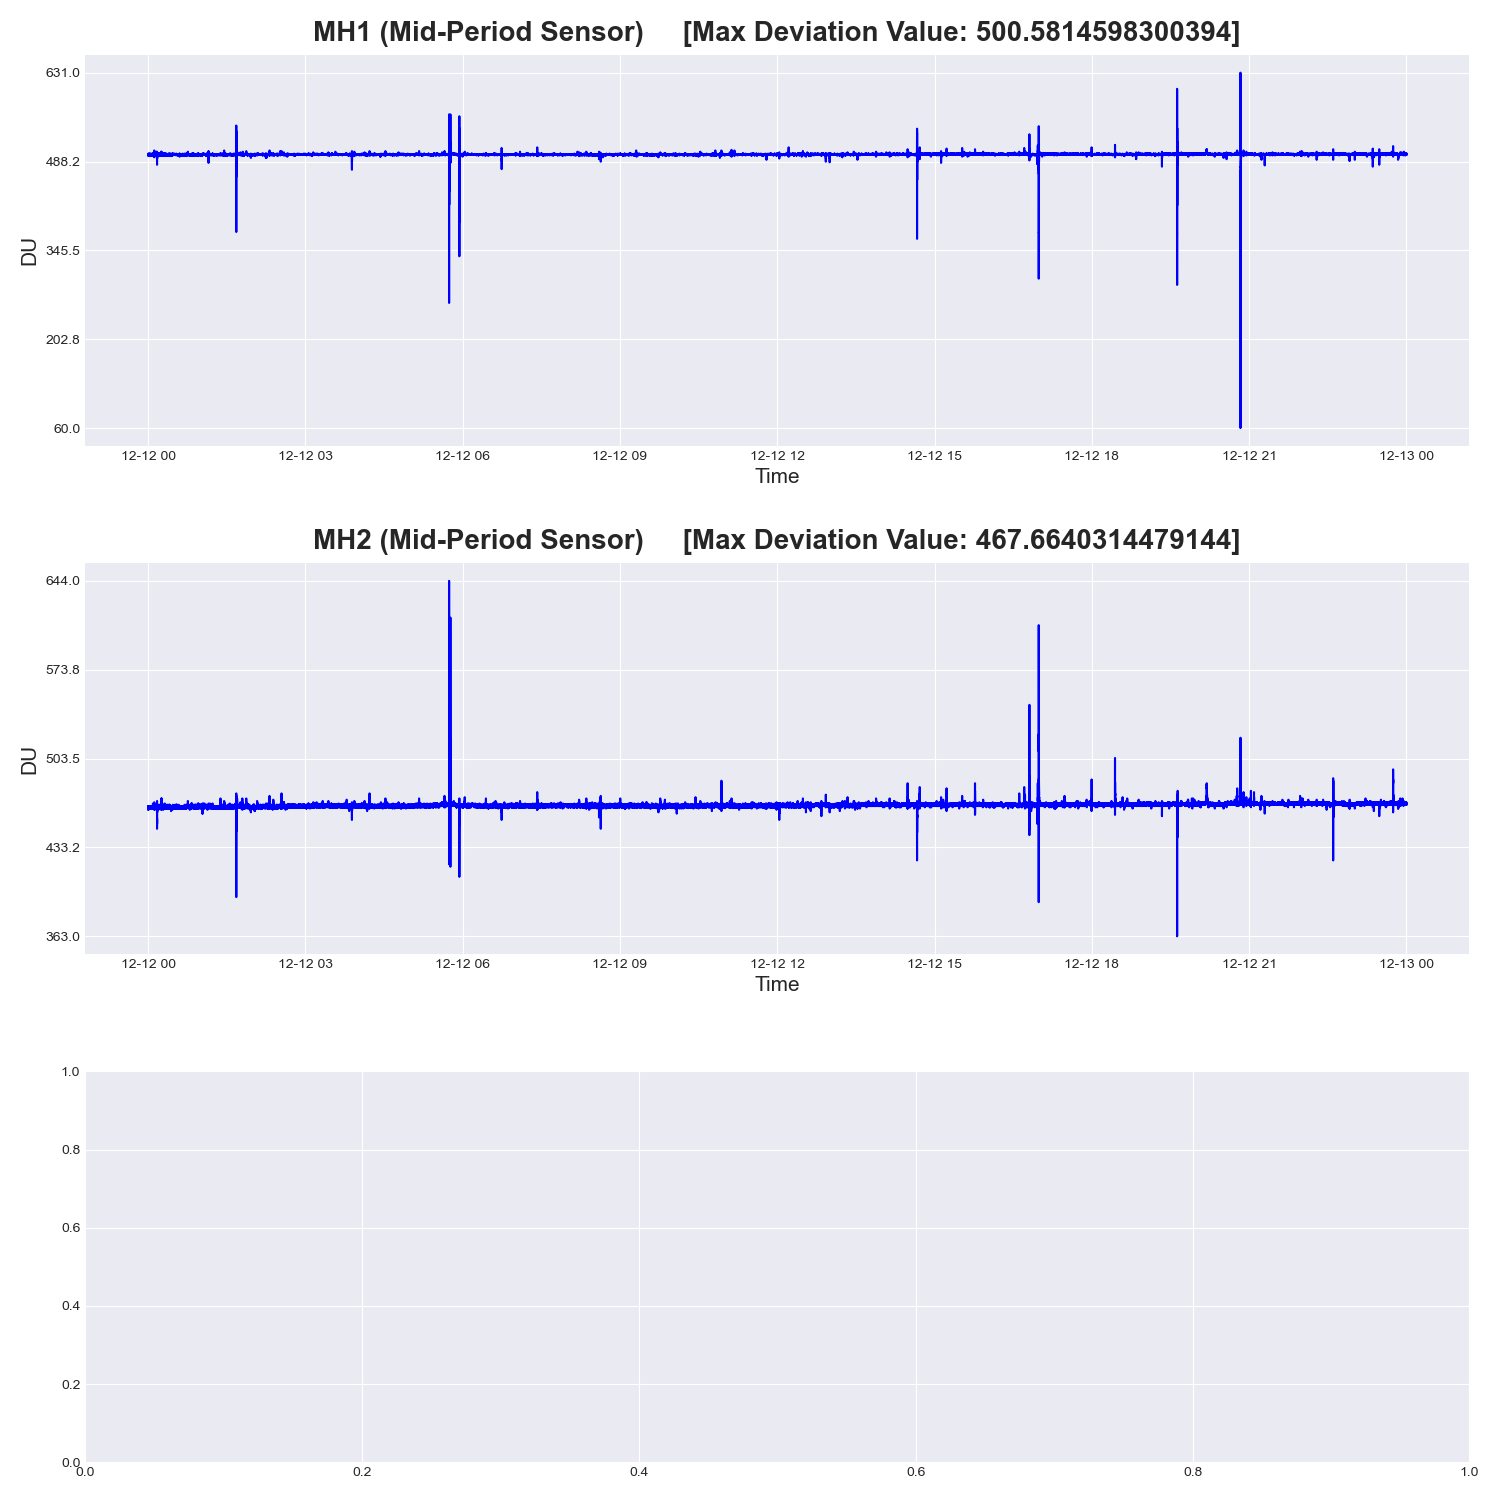 MH1 (Mid-Period Sensor) [Max Deviation Value: 500.5814598300394]
631.0
488.2
345.5
202.8
60.0
DU
12-12 00 12-12 03 12-12 06 12-12 09 12-12 12 12-12 15 12-12 18 12-12 21 12-13 00
Time
MH2 (Mid-Period Sensor) [Max Deviation Value: 467.6640314479144]
644.0
573.8
503.5
433.2
363.0
DU
12-12 00 12-12 03 12-12 06 12-12 09 12-12 12 12-12 15 12-12 18 12-12 21 12-13 00
Time
1.0
0.8
0.6
0.4
0.2
0.0
0.0 0.2 0.4 0.6 0.8 1.0